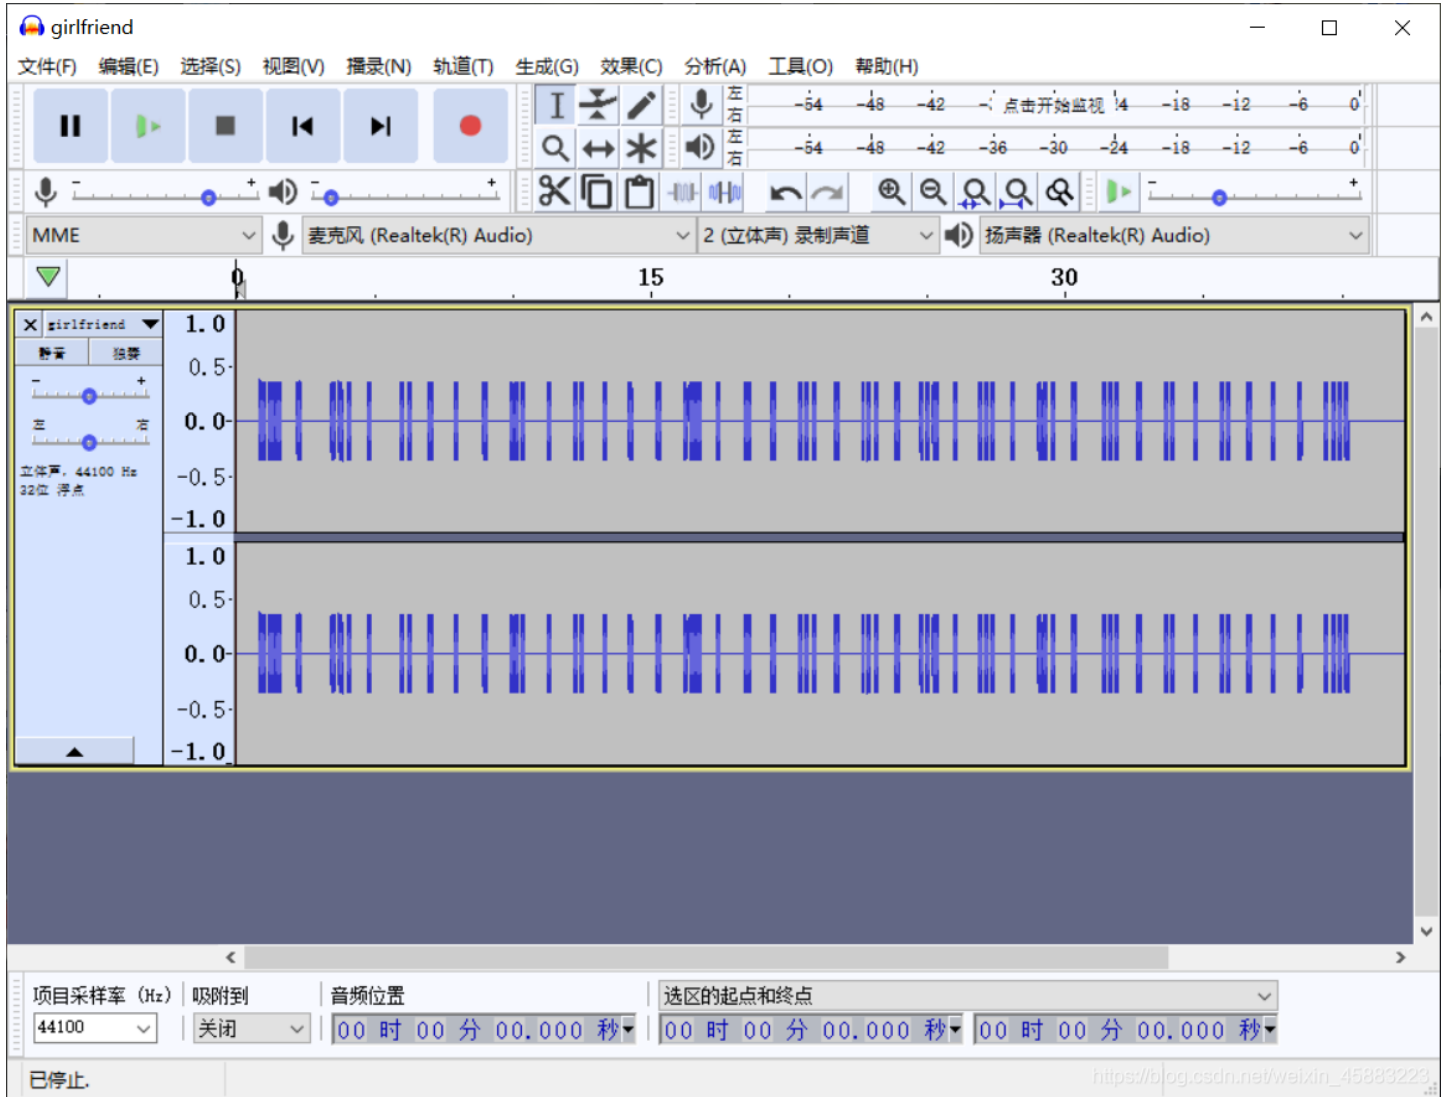 girlfriend
文件(F) 编辑(E) 选择(S) 视图(V) 播录(N) 轨道(T) 生成(G) 效果(C) 分析(A) 工具(O) 帮助(H)
左 -54 -48 -42 点击开始监视 -18 -12 -6 0
右
左 -54 -48 -42 -36 -30 -24 -18 -12 -6 0
右
MME 麦克风 (Realtek(R) Audio) 2 (立体声) 录制声道 扬声器 (Realtek(R) Audio)
0 15 30
girlfriend
静音 独奏
- +
左 右
立体声, 44100 Hz
32位 浮点
1.0
0.5
0.0
-0.5
-1.0
1.0
0.5
0.0
-0.5
-1.0
项目采样率 (Hz) 吸附到 音频位置 选区的起点和终点
44100 关闭 00 时 00 分 00.000 秒 00 时 00 分 00.000 秒 00 时 00 分 00.000 秒
已停止.
https://blog.csdn.net/weixin_45883223